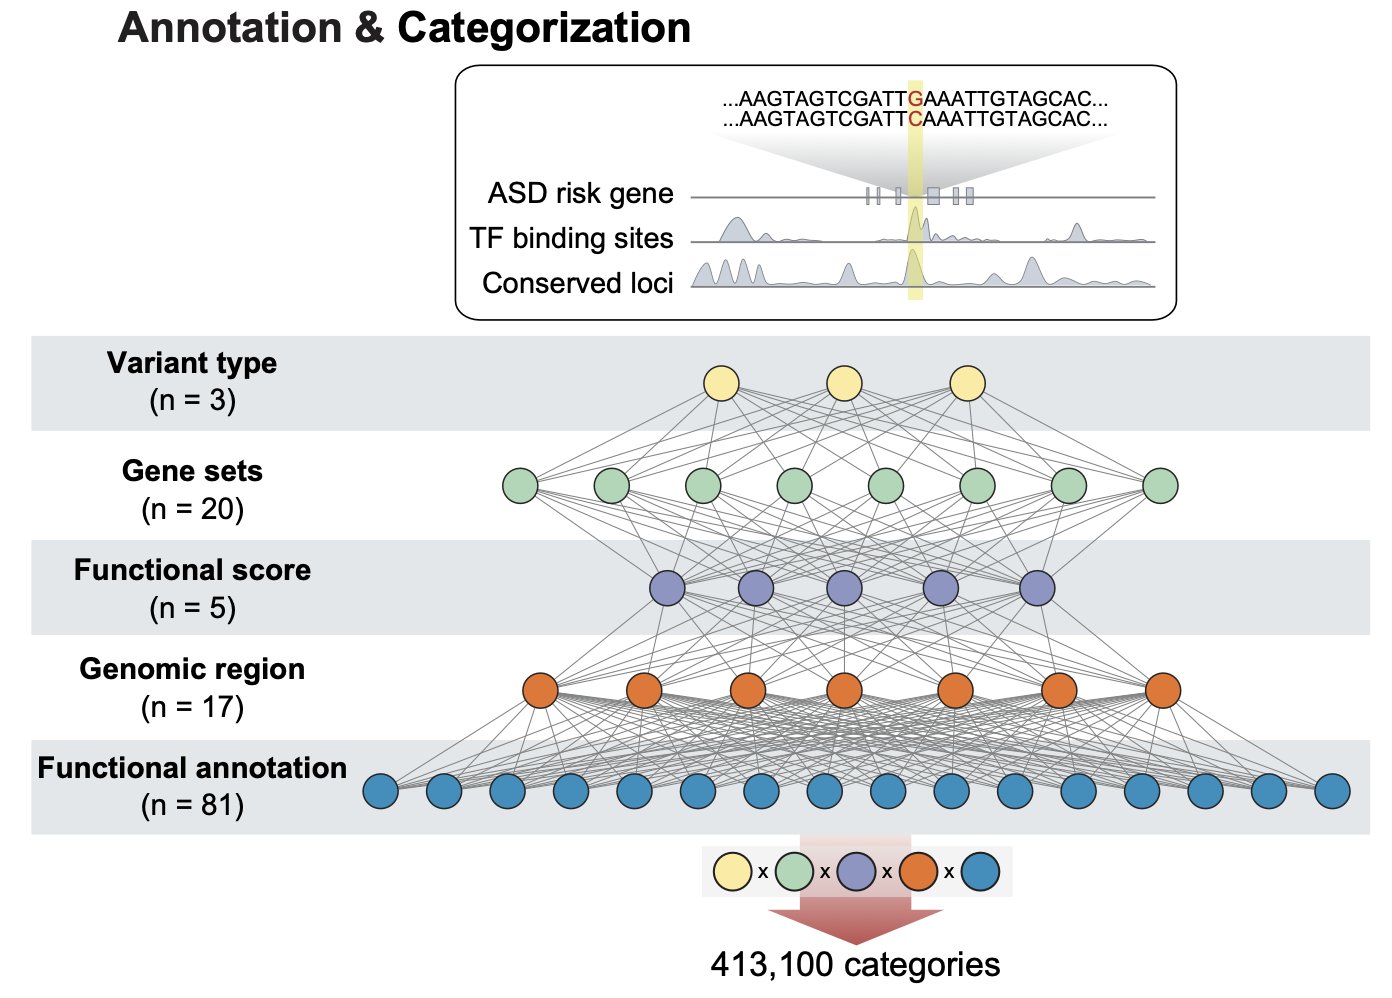 Annotation & Categorization
...AAGTAGTCGATTGAAATTGTAGCAC...
...AAGTAGTCGATTCAAATTGTAGCAC...
ASD risk gene
TF binding sites
Conserved loci
Variant type
(n = 3)
Gene sets
(n = 20)
Functional score
(n = 5)
Genomic region
(n = 17)
Functional annotation
(n = 81)
x x x x
413,100 categories